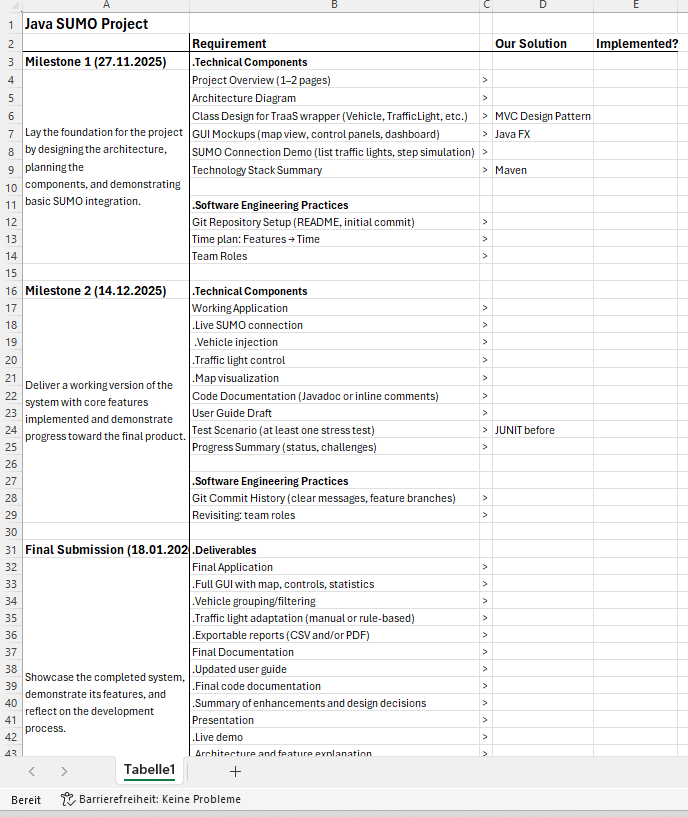 A B C D E
1 Java SUMO Project
2 Requirement Our Solution Implemented?
3 Milestone 1 (27.11.2025) .Technical Components
4 Project Overview (1–2 pages) >
5 Architecture Diagram >
6 Class Design for TraaS wrapper (Vehicle, TrafficLight, etc.) > MVC Design Pattern
7 GUI Mockups (map view, control panels, dashboard) > Java FX
8 SUMO Connection Demo (list traffic lights, step simulation) >
9 Technology Stack Summary > Maven
10
Lay the foundation for the project
by designing the architecture,
planning the
components, and demonstrating
basic SUMO integration.
11 .Software Engineering Practices
12 Git Repository Setup (README, initial commit) >
13 Time plan: Features → Time >
14 Team Roles >
15
16 Milestone 2 (14.12.2025) .Technical Components
17 Working Application >
18 .Live SUMO connection >
19 .Vehicle injection >
20 .Traffic light control >
21 .Map visualization >
22 Code Documentation (Javadoc or inline comments) >
23 User Guide Draft >
24 Test Scenario (at least one stress test) > JUNIT before
25 Progress Summary (status, challenges) >
26
Deliver a working version of the
system with core features
implemented and demonstrate
progress toward the final product.
27 .Software Engineering Practices
28 Git Commit History (clear messages, feature branches) >
29 Revisiting: team roles >
30
31 Final Submission (18.01.202 .Deliverables
32 Final Application >
33 .Full GUI with map, controls, statistics >
34 .Vehicle grouping/filtering >
35 .Traffic light adaptation (manual or rule-based) >
36 .Exportable reports (CSV and/or PDF) >
37 Final Documentation >
38 .Updated user guide >
39 .Final code documentation >
40 .Summary of enhancements and design decisions >
41 Presentation >
42 .Live demo >
43 .Architecture and feature explanation >
Showcase the completed system,
demonstrate its features, and
reflect on the development
process.
Tabelle1
Bereit Barrierefreiheit: Keine Probleme